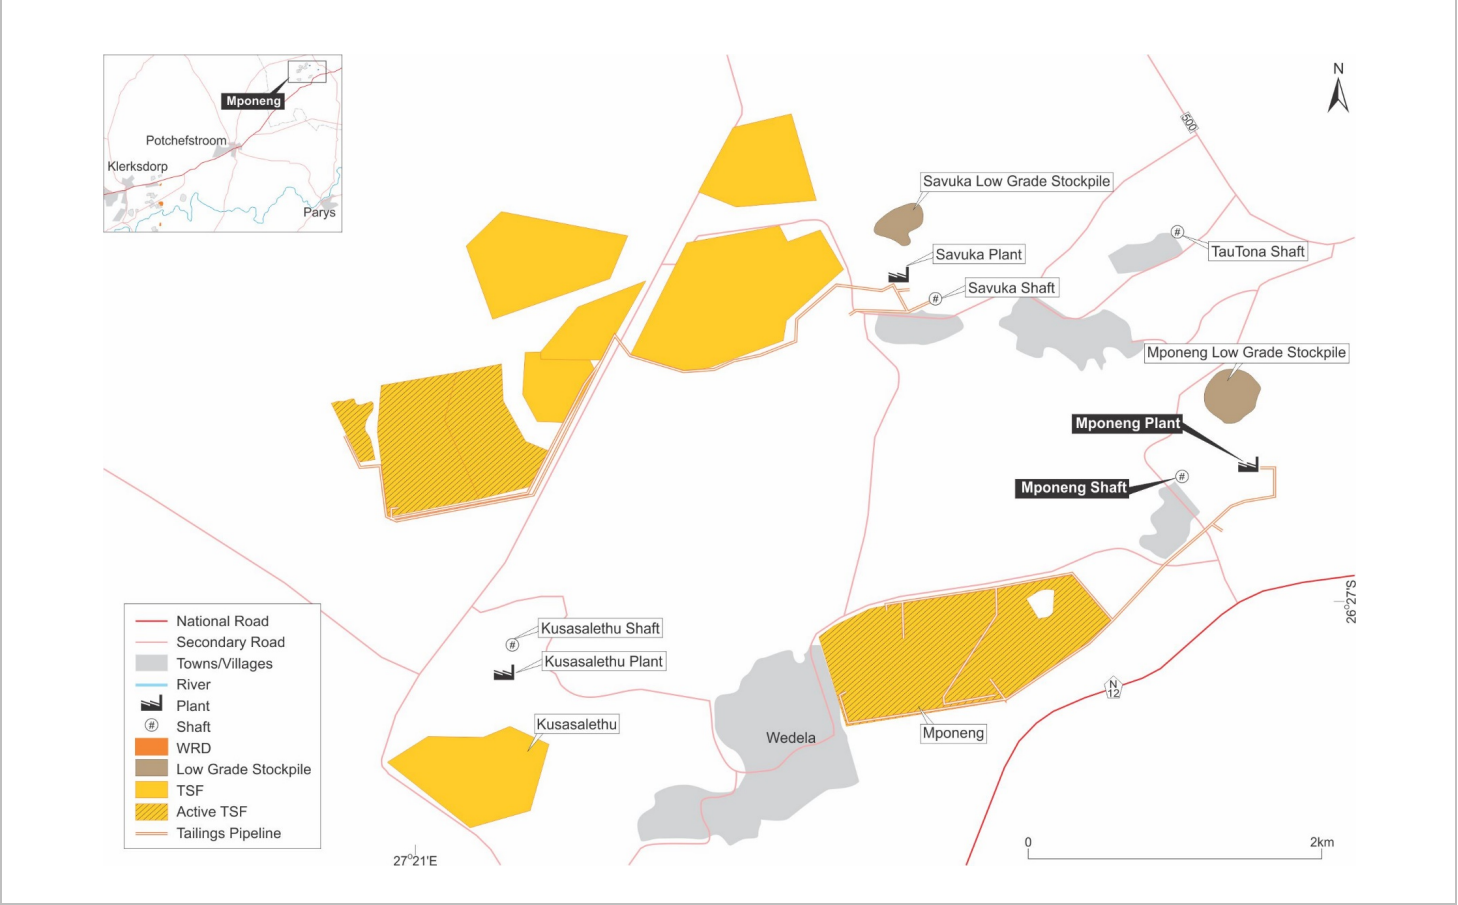 Mponeng
Potchefstroom
Klerksdorp
Parys
N
500
Savuka Low Grade Stockpile
TauTona Shaft
Savuka Plant
Savuka Shaft
Mponeng Low Grade Stockpile
Mponeng Plant
Mponeng Shaft
26°27'S
National Road
Secondary Road
Towns/Villages
River
Plant
# Shaft
WRD
Low Grade Stockpile
TSF
Active TSF
Tailings Pipeline
Kusasalethu Shaft
Kusasalethu Plant
Kusasalethu
Wedela
Mponeng
N
12
27°21'E
0 2km
#
#
#
#